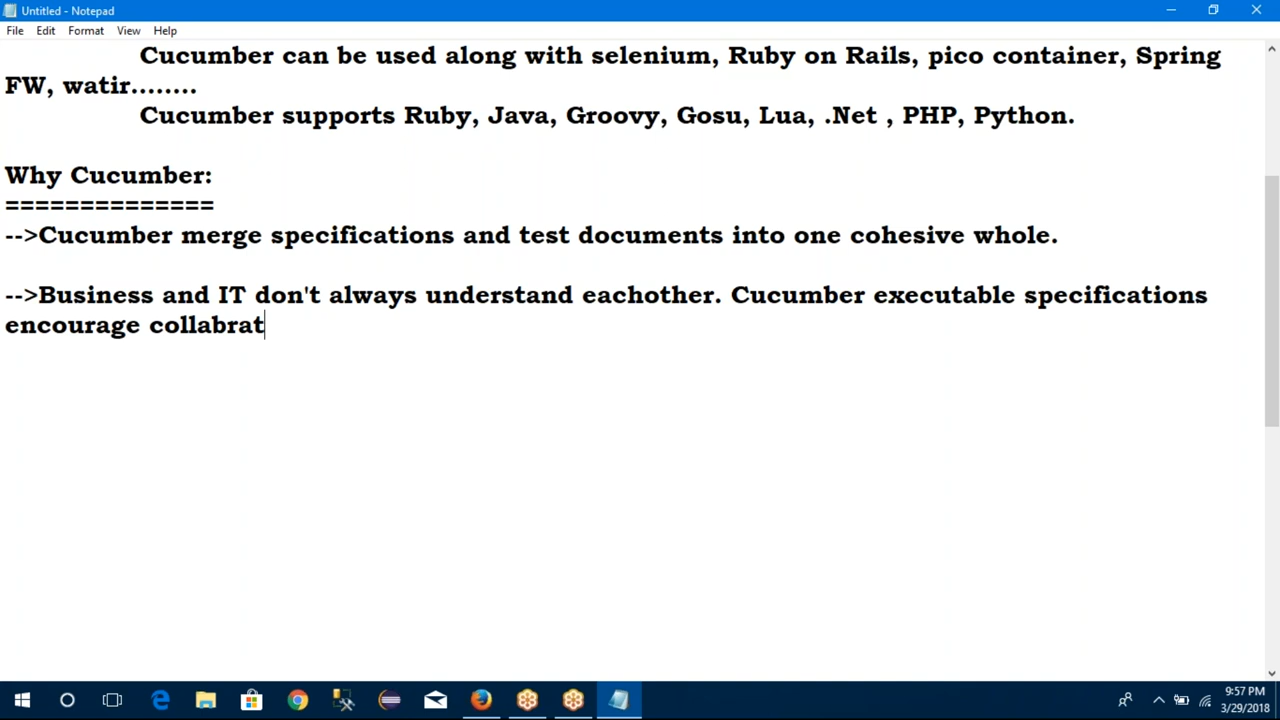 Untitled - Notepad
File Edit Format View Help
Cucumber can be used along with selenium, Ruby on Rails, pico container, Spring
FW, watir........
Cucumber supports Ruby, Java, Groovy, Gosu, Lua, .Net , PHP, Python.
Why Cucumber:
==============
-->Cucumber merge specifications and test documents into one cohesive whole.
-->Business and IT don't always understand eachother. Cucumber executable specifications
encourage collabrat
9:57 PM
3/29/2018